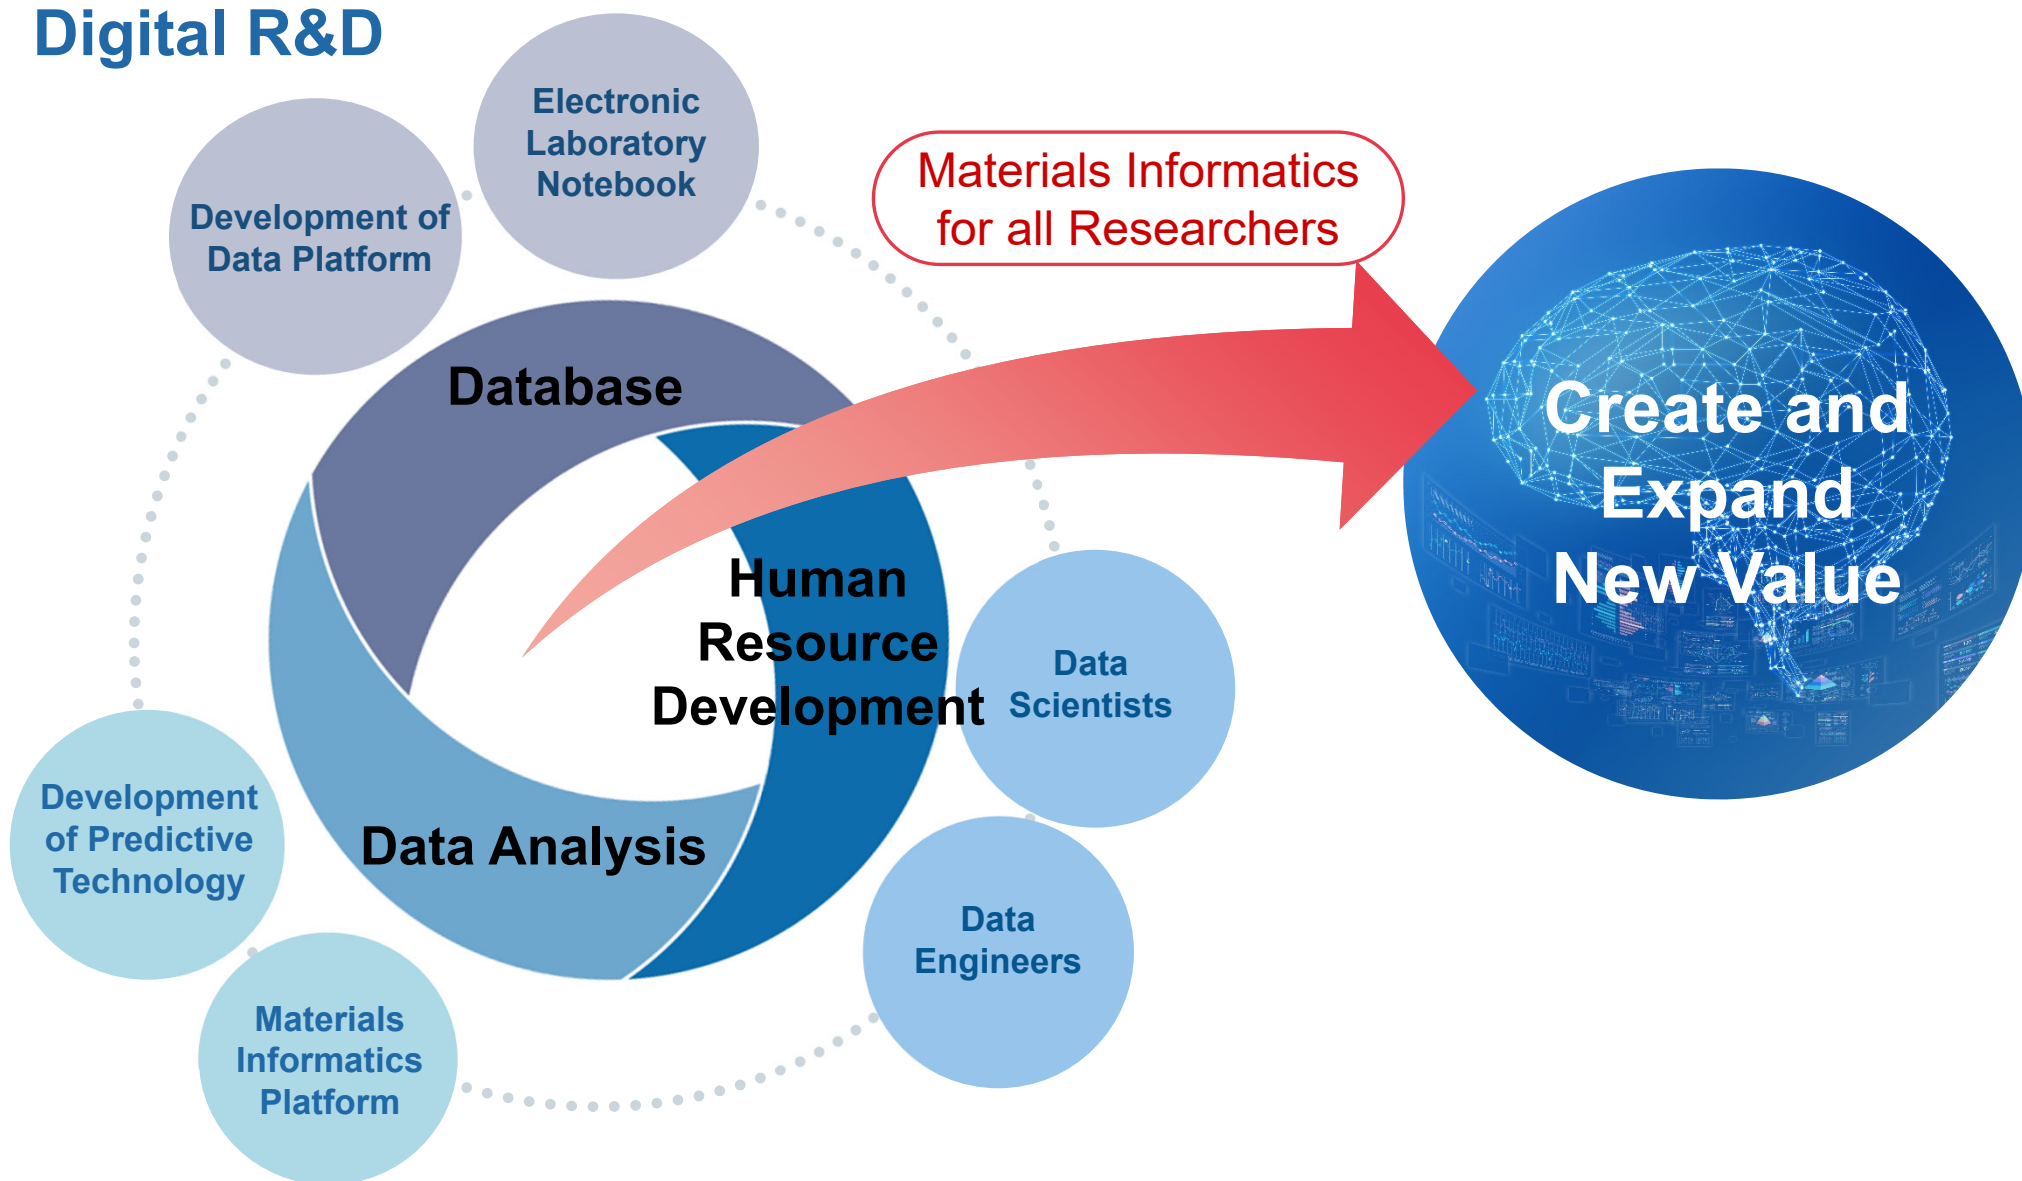 Digital R&D
Electronic
Laboratory
Notebook
Development of
Data Platform
Materials Informatics
for all Researchers
Database
Create and
Expand
New Value
Human
Resource
Development
Data
Scientists
Development
of Predictive
Technology
Data Analysis
Data
Engineers
Materials
Informatics
Platform